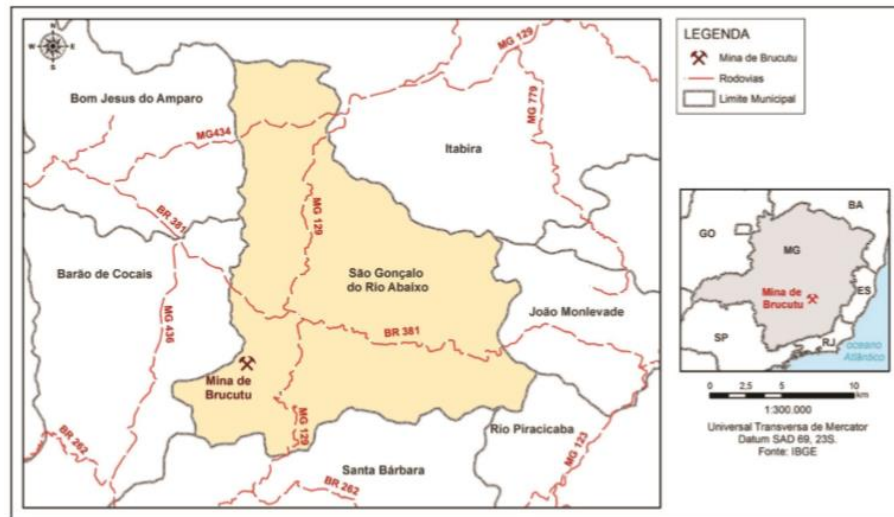 N
W
E
S
MG 129
Bom Jesus do Amparo
MG434
MG 779
Itabira
BR 381
MG 129
Barão de Cocais
MG 436
São Gonçalo
do Rio Abaixo
João Monlevade
BR 381
Mina de
Brucutu
MG 129
Rio Piracicaba
BR 262
MG 123
Santa Bárbara
BR 262
LEGENDA
Mina de Brucutu
Rodovias
Limite Municipal
BA
GO
MG
Mina de
Brucutu
ES
SP
RJ
oceano
Atlântico
0 2.5 5 10
km
1:300.000
Universal Transversa de Mercator
Datum SAD 69, 23S.
Fonte: IBGE